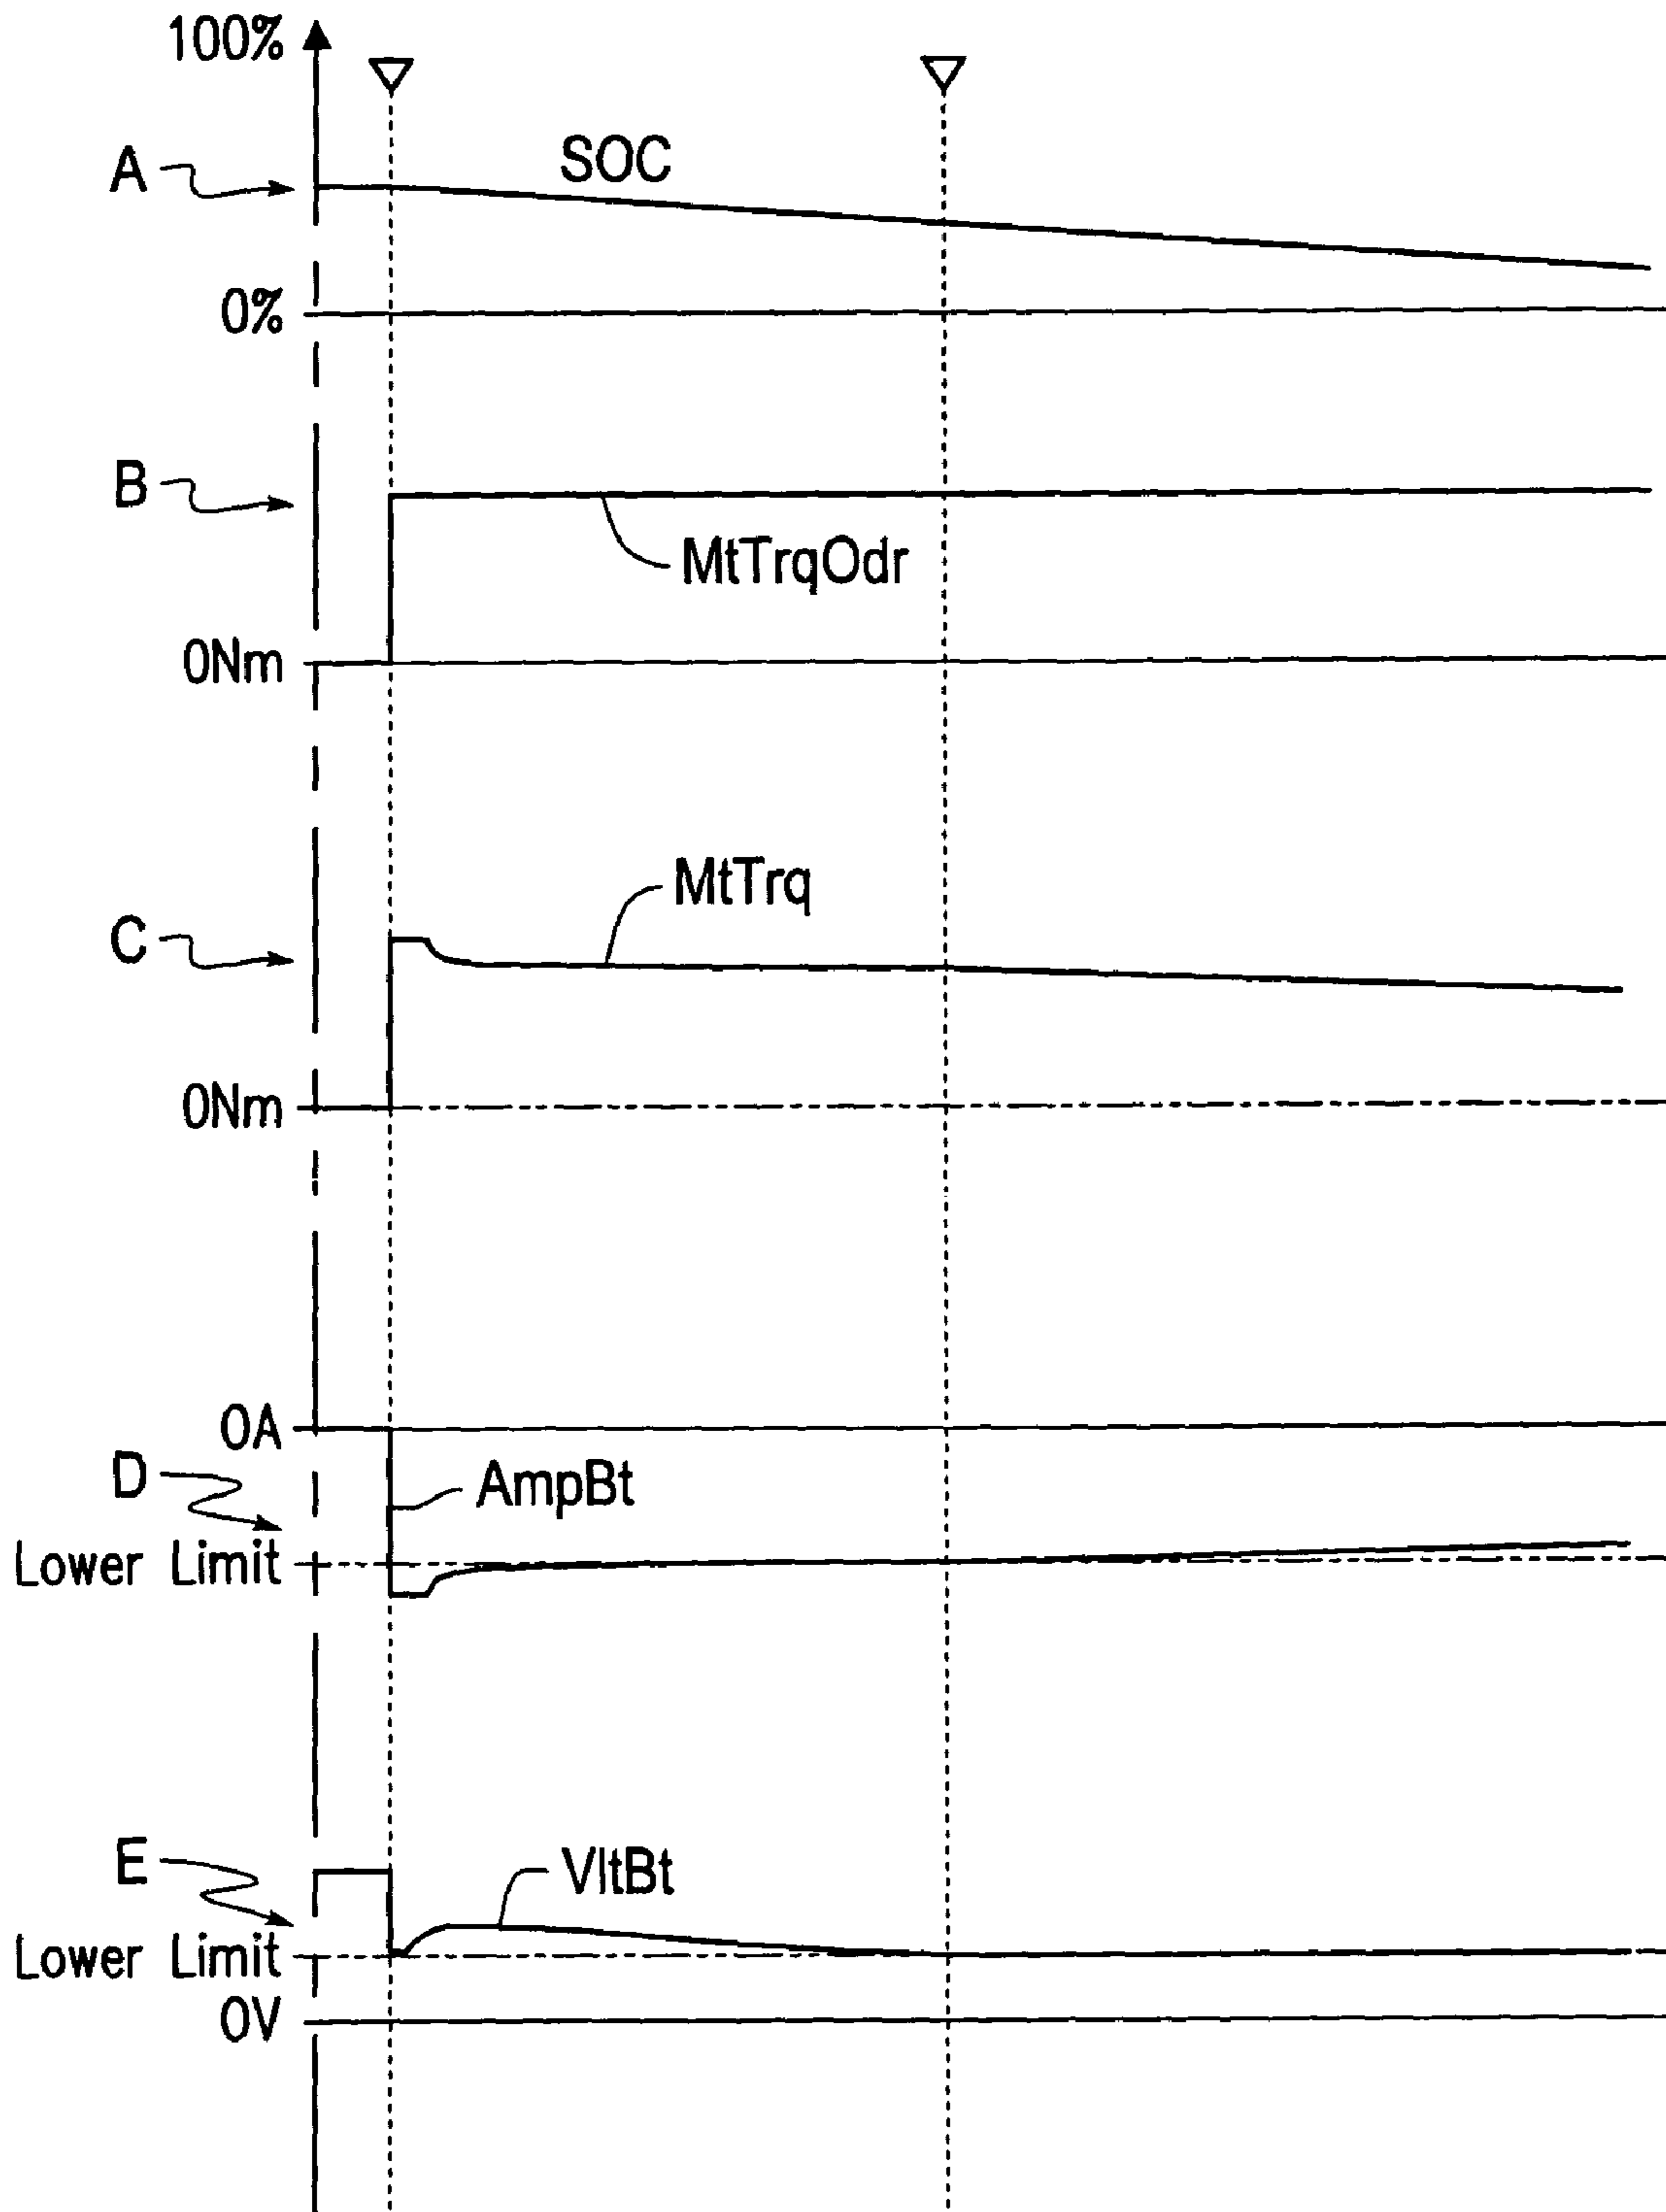 100%
A
SOC
0%
B
MtTrqOdr
0Nm
MtTrq
C
0Nm
0A
D
AmpBt
Lower Limit
E
VltBt
Lower Limit
0V